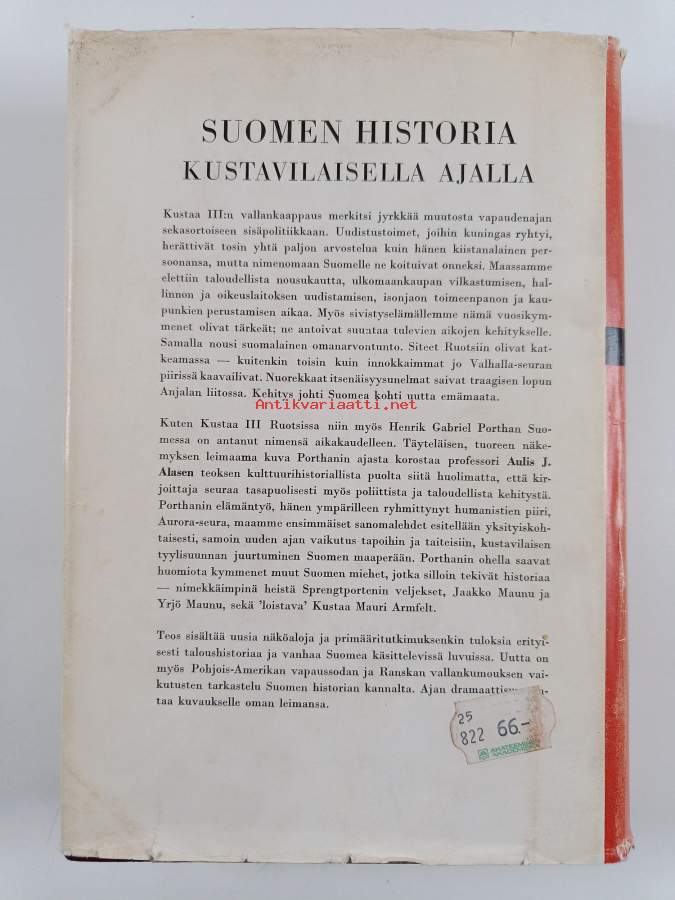 SUOMEN HISTORIA
KUSTAVILAISELLA AJALLA
Kustaa III:n vallankaappaus merkitsi jyrkkää muutosta vapaudenajan
sekasortoiseen sisäpolitiikkaan. Uudistustoimet, joihin kuningas ryhtyi,
herättivät tosin yhtä paljon arvostelua kuin hänen kiistanalainen per-
soonansa, mutta nimenomaan Suomelle ne koituivat onneksi. Maassamme
elettiin taloudellista nousukautta, ulkomaankaupan vilkastumisen, hal-
linnon ja oikeuslaitoksen uudistamisen, isonjaon toimeenpanon ja kau-
punkien perustamisen aikaa. Myös sivistyselämällemme nämä vuosikym-
menet olivat tärkeät; ne antoivat suuntaa tulevien aikojen kehitykselle.
Samalla nousi suomalainen omanarvontunto. Siteet Ruotsiin olivat kat-
keamassa — kuitenkin toisin kuin innokkaimmat jo Valhalla-seuran
piirissä kaavailivat. Nuorekkaat itsenäisyysunelmat saivat traagisen lopun
Anjalan liitossa. Kehitys johti Suomea kohti uutta emämaata.
Antikvariaatti.net
Kuten Kustaa III Ruotsissa niin myös Henrik Gabriel Porthan Suo-
messa on antanut nimensä aikakaudelleen. Täyteläisen, tuoreen näke-
myksen leimaama kuva Porthanin ajasta korostaa professori Aulis J.
Alasen teoksen kulttuurihistoriallista puolta siitä huolimatta, että kir-
joittaja seuraa tasapuolisesti myös poliittista ja taloudellista kehitystä.
Porthanin elämäntyö, hänen ympärilleen ryhmittynyt humanistien piiri,
Aurora-seura, maamme ensimmäiset sanomalehdet esitellään yksityiskoh-
taisesti, samoin uuden ajan vaikutus tapoihin ja taiteisiin, kustavilaisen
tyylisuunnan juurtuminen Suomen maaperään. Porthanin ohella saavat
huomiota kymmenet muut Suomen miehet, jotka silloin tekivät historiaa
— nimekkäimpinä heistä Sprengtportenin veljekset, Jaakko Maunu ja
Yrjö Maunu, sekä 'loistava' Kustaa Mauri Armfelt.
Teos sisältää uusia näköaloja ja primääritutkimuksenkin tuloksia erityi-
sesti taloushistoriaa ja vanhaa Suomea käsittelevissä luvuissa. Uutta on
myös Pohjois-Amerikan vapaussodan ja Ranskan vallankumouksen vai-
kutusten tarkastelu Suomen historian kannalta. Ajan
taa kuvaukselle oman leimansa.
25
822 66.-